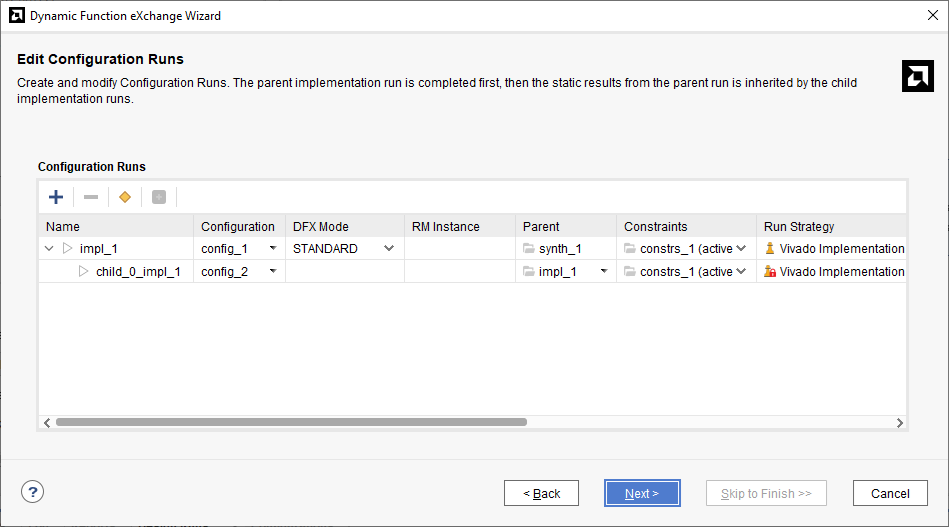 Dynamic Function eXchange Wizard
Edit Configuration Runs
Create and modify Configuration Runs. The parent implementation run is completed first, then the static results from the parent run is inherited by the child
implementation runs.
Configuration Runs
Name Configuration DFX Mode RM Instance Parent Constraints Run Strategy
impl_1 config_1 STANDARD synth_1 constrs_1 (active Vivado Implementation
child_0_impl_1 config_2 impl_1 constrs_1 (active Vivado Implementation
? < Back Next > Skip to Finish >> Cancel